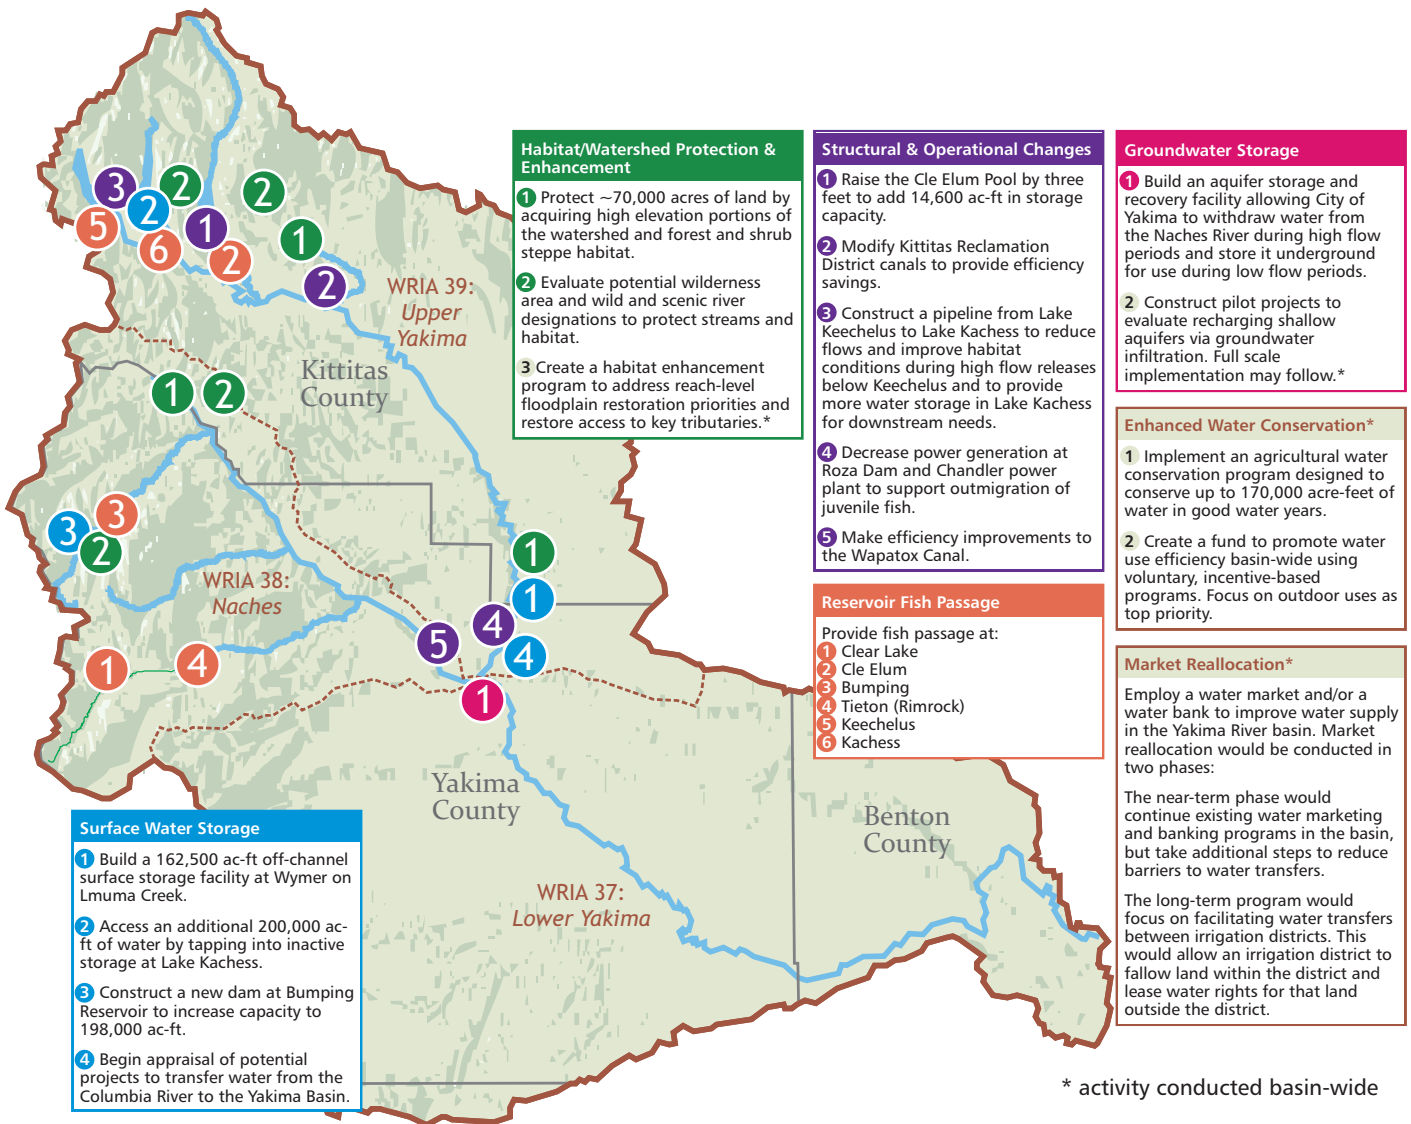 3
2
2
2
5
1
1
6
2
2
WRIA 39:
Upper
Yakima
Kittitas
County
1
2
3
3
2
1
WRIA 38:
Naches
1
4
5
4
1
4
1
Yakima
County
Benton
County
WRIA 37:
Lower Yakima
Habitat/Watershed Protection &
Enhancement
1 Protect ~70,000 acres of land by
acquiring high elevation portions of
the watershed and forest and shrub
steppe habitat.
2 Evaluate potential wilderness
area and wild and scenic river
designations to protect streams and
habitat.
3 Create a habitat enhancement
program to address reach-level
floodplain restoration priorities and
restore access to key tributaries.*
Structural & Operational Changes
1 Raise the Cle Elum Pool by three
feet to add 14,600 ac-ft in storage
capacity.
2 Modify Kittitas Reclamation
District canals to provide efficiency
savings.
3 Construct a pipeline from Lake
Keechelus to Lake Kachess to reduce
flows and improve habitat
conditions during high flow releases
below Keechelus and to provide
more water storage in Lake Kachess
for downstream needs.
4 Decrease power generation at
Roza Dam and Chandler power
plant to support outmigration of
juvenile fish.
5 Make efficiency improvements to
the Wapatox Canal.
Reservoir Fish Passage
Provide fish passage at:
1 Clear Lake
2 Cle Elum
3 Bumping
4 Tieton (Rimrock)
5 Keechelus
6 Kachess
Groundwater Storage
1 Build an aquifer storage and
recovery facility allowing City of
Yakima to withdraw water from
the Naches River during high flow
periods and store it underground
for use during low flow periods.
2 Construct pilot projects to
evaluate recharging shallow
aquifers via groundwater
infiltration. Full scale
implementation may follow.*
Enhanced Water Conservation*
1 Implement an agricultural water
conservation program designed to
conserve up to 170,000 acre-feet of
water in good water years.
2 Create a fund to promote water
use efficiency basin-wide using
voluntary, incentive-based
programs. Focus on outdoor uses as
top priority.
Market Reallocation*
Employ a water market and/or a
water bank to improve water supply
in the Yakima River basin. Market
reallocation would be conducted in
two phases:
The near-term phase would
continue existing water marketing
and banking programs in the basin,
but take additional steps to reduce
barriers to water transfers.
The long-term program would
focus on facilitating water transfers
between irrigation districts. This
would allow an irrigation district to
fallow land within the district and
lease water rights for that land
outside the district.
Surface Water Storage
1 Build a 162,500 ac-ft off-channel
surface storage facility at Wymer on
Lmuma Creek.
2 Access an additional 200,000 ac-
ft of water by tapping into inactive
storage at Lake Kachess.
3 Construct a new dam at Bumping
Reservoir to increase capacity to
198,000 ac-ft.
4 Begin appraisal of potential
projects to transfer water from the
Columbia River to the Yakima Basin.
* activity conducted basin-wide